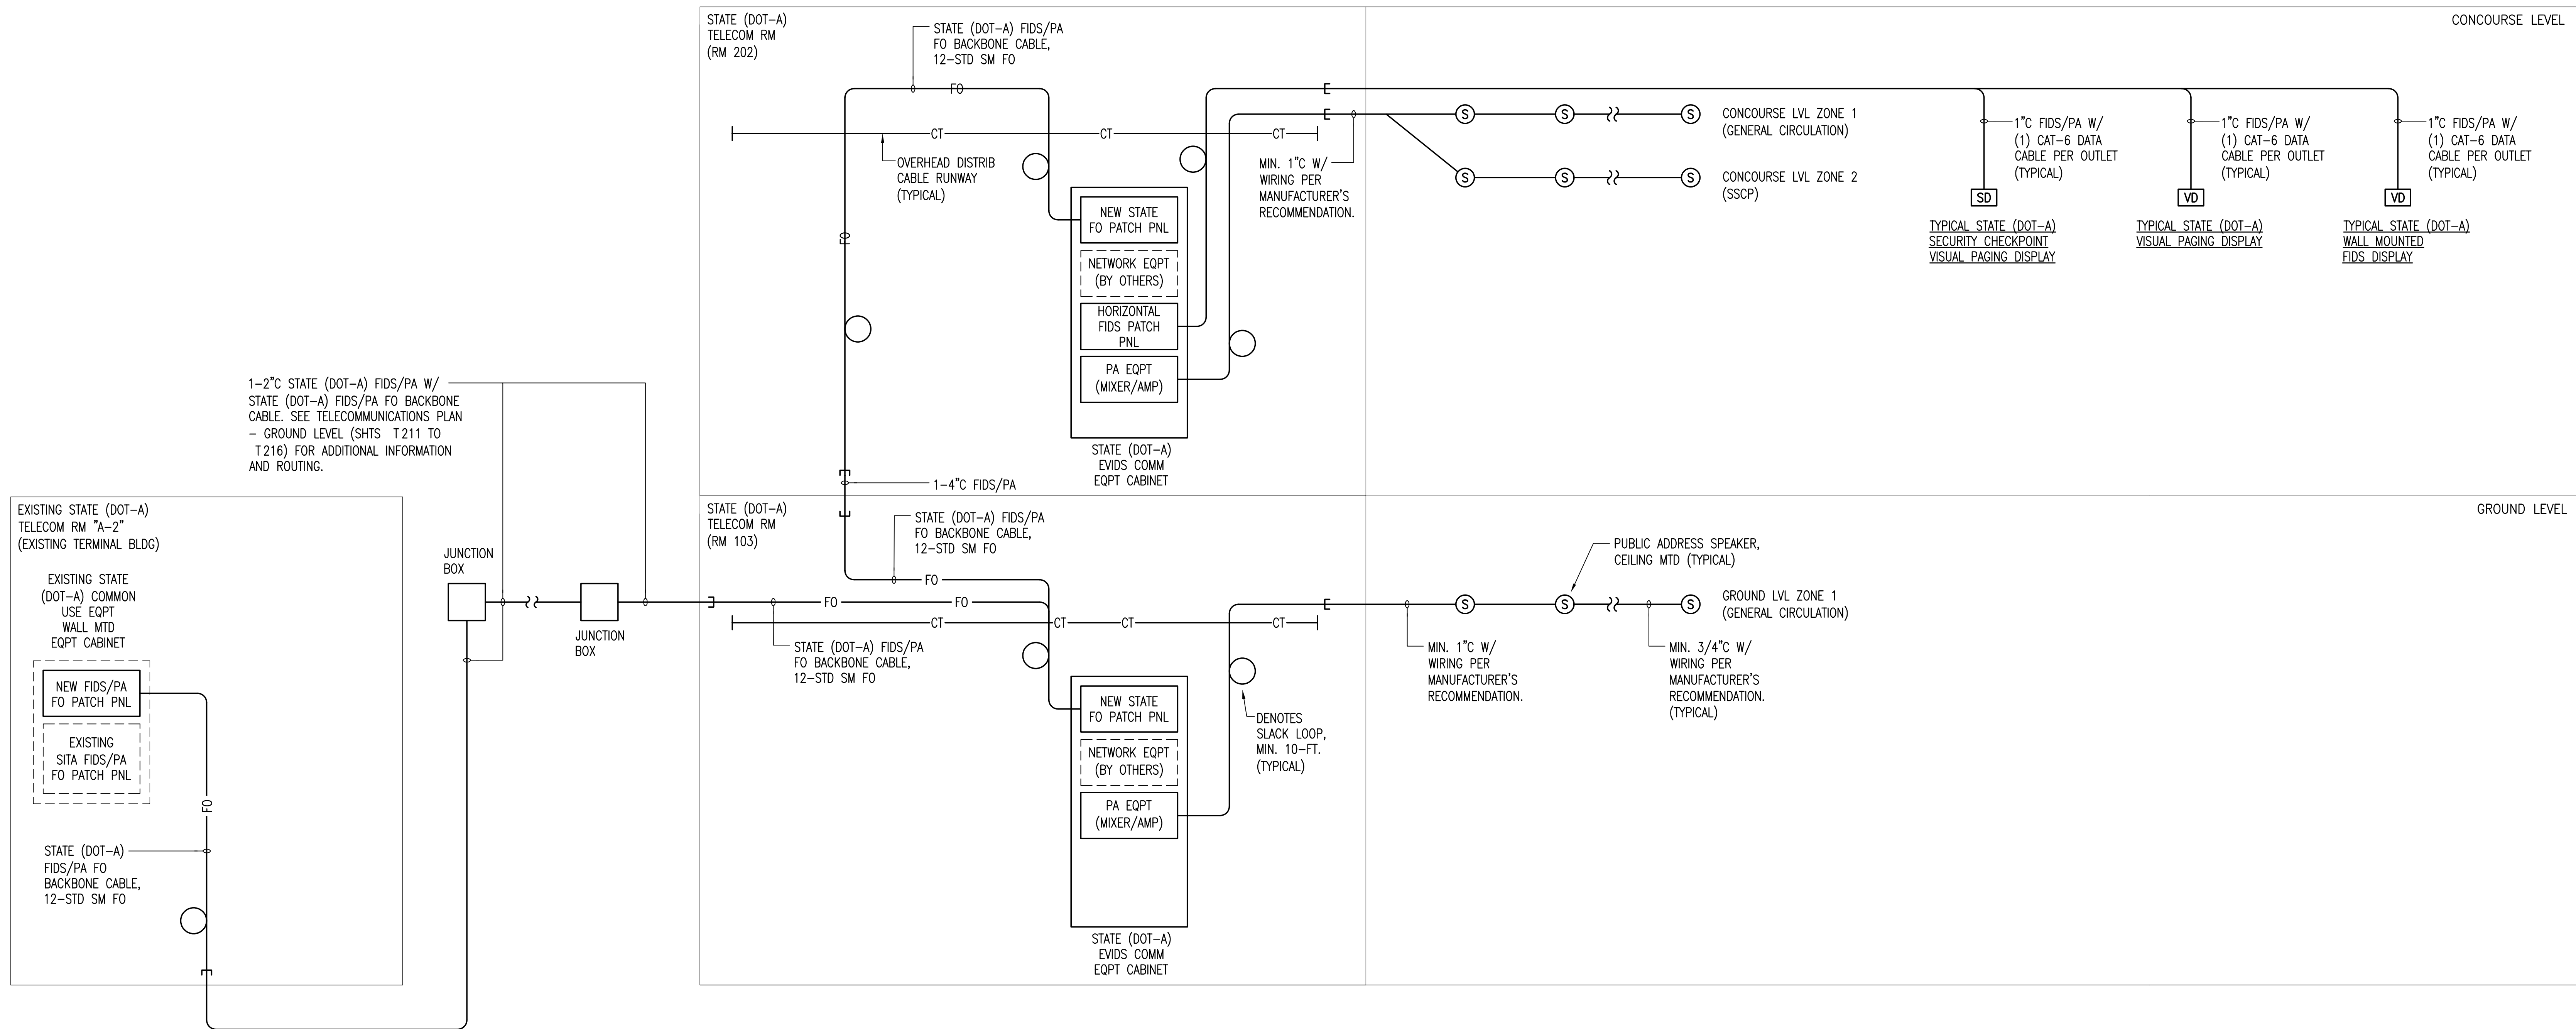 STATE (DOT-A)
TELECOM RM
(RM 202)
STATE (DOT-A) FIDS/PA
FO BACKBONE CABLE,
12-STD SM FO
CONCOURSE LEVEL
FO
CT
CT
CT
OVERHEAD DISTRIB
CABLE RUNWAY
(TYPICAL)
MIN. 1"C W/
WIRING PER
MANUFACTURER'S
RECOMMENDATION.
S
S
S
CONCOURSE LVL ZONE 1
(GENERAL CIRCULATION)
S
S
S
CONCOURSE LVL ZONE 2
(SSCP)
1"C FIDS/PA W/
(1) CAT-6 DATA
CABLE PER OUTLET
(TYPICAL)
1"C FIDS/PA W/
(1) CAT-6 DATA
CABLE PER OUTLET
(TYPICAL)
1"C FIDS/PA W/
(1) CAT-6 DATA
CABLE PER OUTLET
(TYPICAL)
SD
VD
VD
TYPICAL STATE (DOT-A)
SECURITY CHECKPOINT
VISUAL PAGING DISPLAY
TYPICAL STATE (DOT-A)
VISUAL PAGING DISPLAY
TYPICAL STATE (DOT-A)
WALL MOUNTED
FIDS DISPLAY
FO
NEW STATE
FO PATCH PNL
NETWORK EQPT
(BY OTHERS)
HORIZONTAL
FIDS PATCH
PNL
PA EQPT
(MIXER/AMP)
STATE (DOT-A)
EVIDS COMM
EQPT CABINET
1-4"C FIDS/PA
1-2"C STATE (DOT-A) FIDS/PA W/
STATE (DOT-A) FIDS/PA FO BACKBONE
CABLE. SEE TELECOMMUNICATIONS PLAN
- GROUND LEVEL (SHTS T211 TO
T216) FOR ADDITIONAL INFORMATION
AND ROUTING.
EXISTING STATE (DOT-A)
TELECOM RM "A-2"
(EXISTING TERMINAL BLDG)
EXISTING STATE
(DOT-A) COMMON
USE EQPT
WALL MTD
EQPT CABINET
NEW FIDS/PA
FO PATCH PNL
EXISTING
SITA FIDS/PA
FO PATCH PNL
FO
STATE (DOT-A)
FIDS/PA FO
BACKBONE CABLE,
12-STD SM FO
JUNCTION
BOX
JUNCTION
BOX
STATE (DOT-A)
TELECOM RM
(RM 103)
STATE (DOT-A) FIDS/PA
FO BACKBONE CABLE,
12-STD SM FO
GROUND LEVEL
FO
FO
FO
CT
CT
CT
CT
STATE (DOT-A) FIDS/PA
FO BACKBONE CABLE,
12-STD SM FO
NEW STATE
FO PATCH PNL
NETWORK EQPT
(BY OTHERS)
PA EQPT
(MIXER/AMP)
STATE (DOT-A)
EVIDS COMM
EQPT CABINET
DENOTES
SLACK LOOP,
MIN. 10-FT.
(TYPICAL)
PUBLIC ADDRESS SPEAKER,
CEILING MTD (TYPICAL)
S
S
S
GROUND LVL ZONE 1
(GENERAL CIRCULATION)
MIN. 1"C W/
WIRING PER
MANUFACTURER'S
RECOMMENDATION.
MIN. 3/4"C W/
WIRING PER
MANUFACTURER'S
RECOMMENDATION.
(TYPICAL)